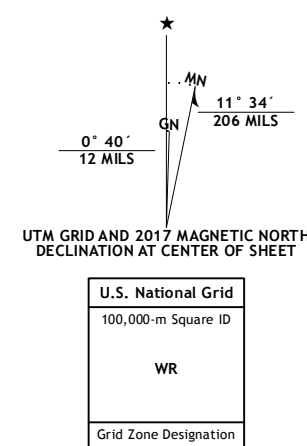 ★
MN
GN
11° 34´
206 MILS
0° 40´
12 MILS
UTM GRID AND 2017 MAGNETIC NORTH
DECLINATION AT CENTER OF SHEET
U.S. National Grid
100,000-m Square ID
WR
Grid Zone Designation